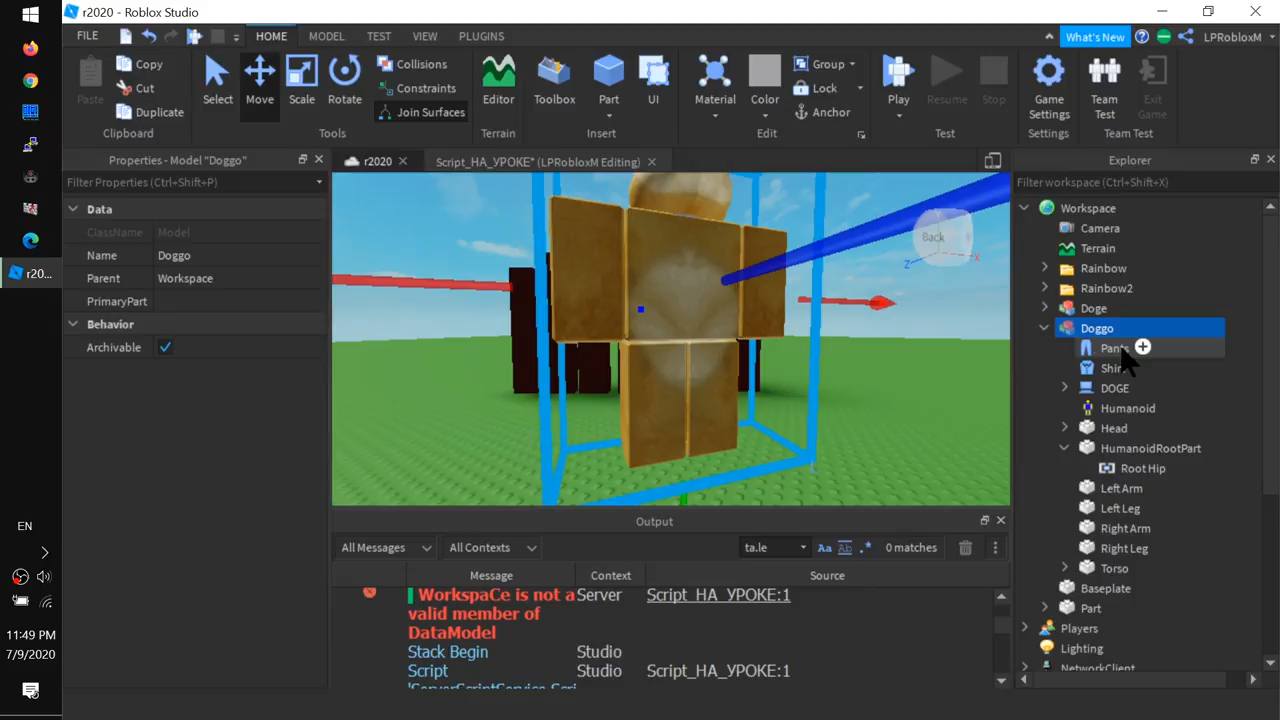 r2020 - Roblox Studio
FILE HOME MODEL TEST VIEW PLUGINS What's New LPRobloxM
Paste Copy Cut Duplicate Select Move Scale Rotate Collisions Constraints Join Surfaces Editor Toolbox Part UI Material Color Group Lock Anchor Play Resume Stop Game Settings Team Test Exit Game
Clipboard Tools Terrain Insert Edit Test Settings Team Test
Properties - Model "Doggo"
Filter Properties (Ctrl+Shift+P)
Data
ClassName Model
Name Doggo
Parent Workspace
PrimaryPart
Behavior
Archivable
r2020 Script_НА_УРОКЕ* (LPRobloxM Editing)
Back
Z X
Output
All Messages All Contexts ta.le Aa Ab .* 0 matches
Message Context Source
WorkspaCe is not a valid member of DataModel Server Script_НА_УРОКЕ:1
Stack Begin Studio
Script Studio Script_НА_УРОКЕ:1
Explorer
Filter workspace (Ctrl+Shift+X)
Workspace
Camera
Terrain
Rainbow
Rainbow2
Doge
Doggo
Pants
DOGE
Humanoid
Head
HumanoidRootPart
Root Hip
Left Arm
Left Leg
Right Arm
Right Leg
Torso
Baseplate
Part
Players
Lighting
NetworkClient
r20...
EN
11:49 PM
7/9/2020